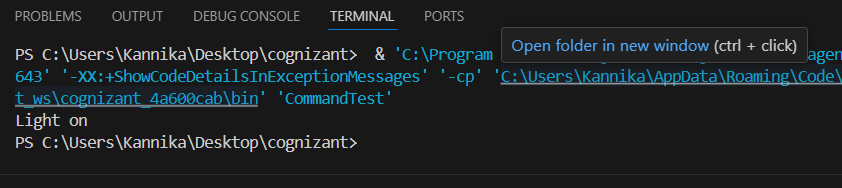 PROBLEMS OUTPUT DEBUG CONSOLE TERMINAL PORTS
Open folder in new window (ctrl + click)
PS C:\Users\Kannika\Desktop\cognizant> & 'C:\Program
643' '-XX:+ShowCodeDetailsInExceptionMessages' '-cp' 'C:\Users\Kannika\AppData\Roaming\Code\
t_ws\cognizant_4a600cab\bin' 'CommandTest'
Light on
PS C:\Users\Kannika\Desktop\cognizant>